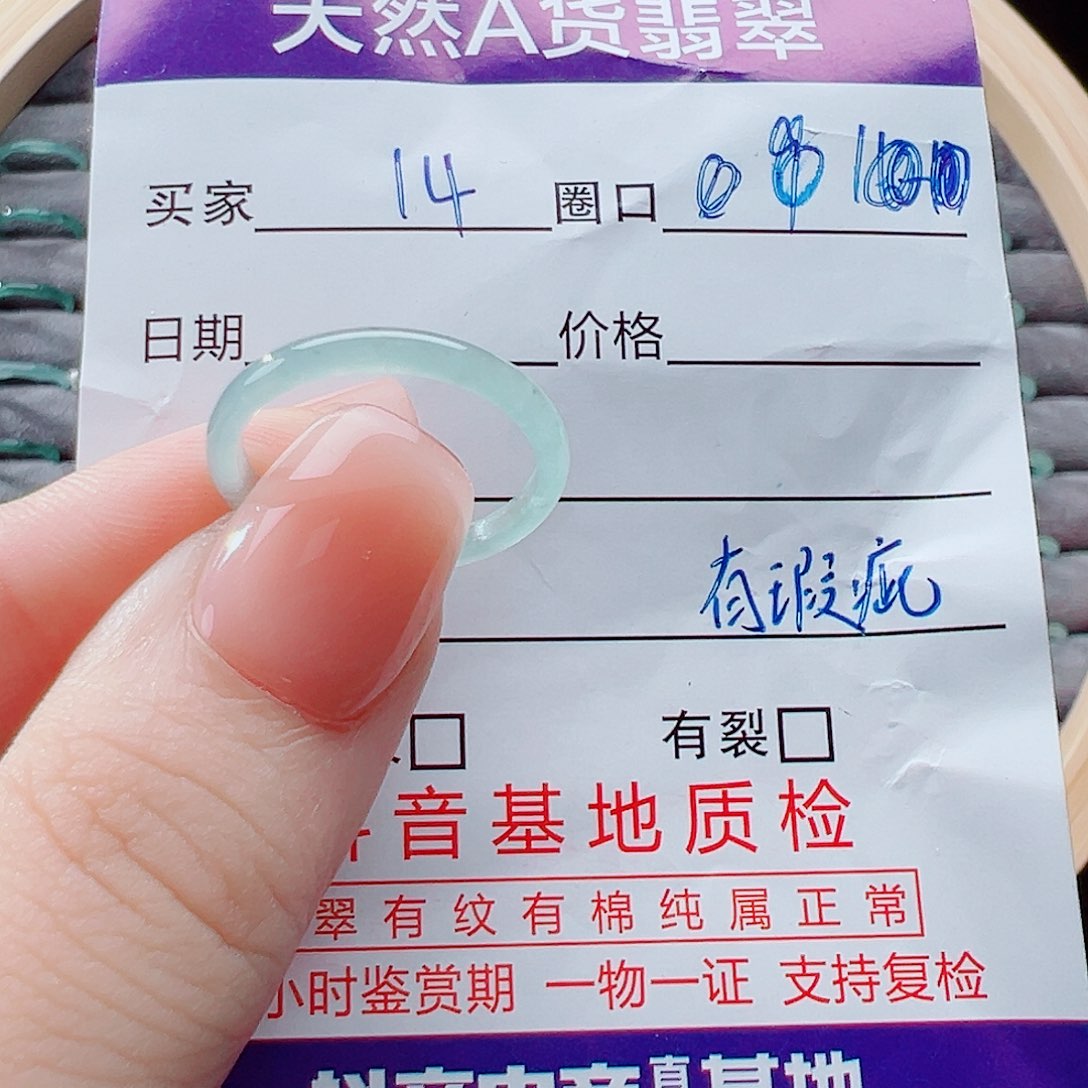 天然A货翡翠
买家 14 圈口
日期 价格
有瑕疵
□ 有裂□
音基地质检
翠有纹有棉纯属正常
小时鉴赏期 一物一证 支持复检
基地